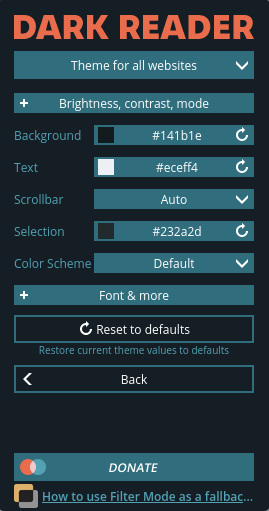 DARK READER
Theme for all websites
+ Brightness, contrast, mode
Background #141b1e
Text #eceff4
Scrollbar Auto
Selection #232a2d
Color Scheme Default
+ Font & more
Reset to defaults
Restore current theme values to defaults
Back
DONATE
How to use Filter Mode as a fallbac...